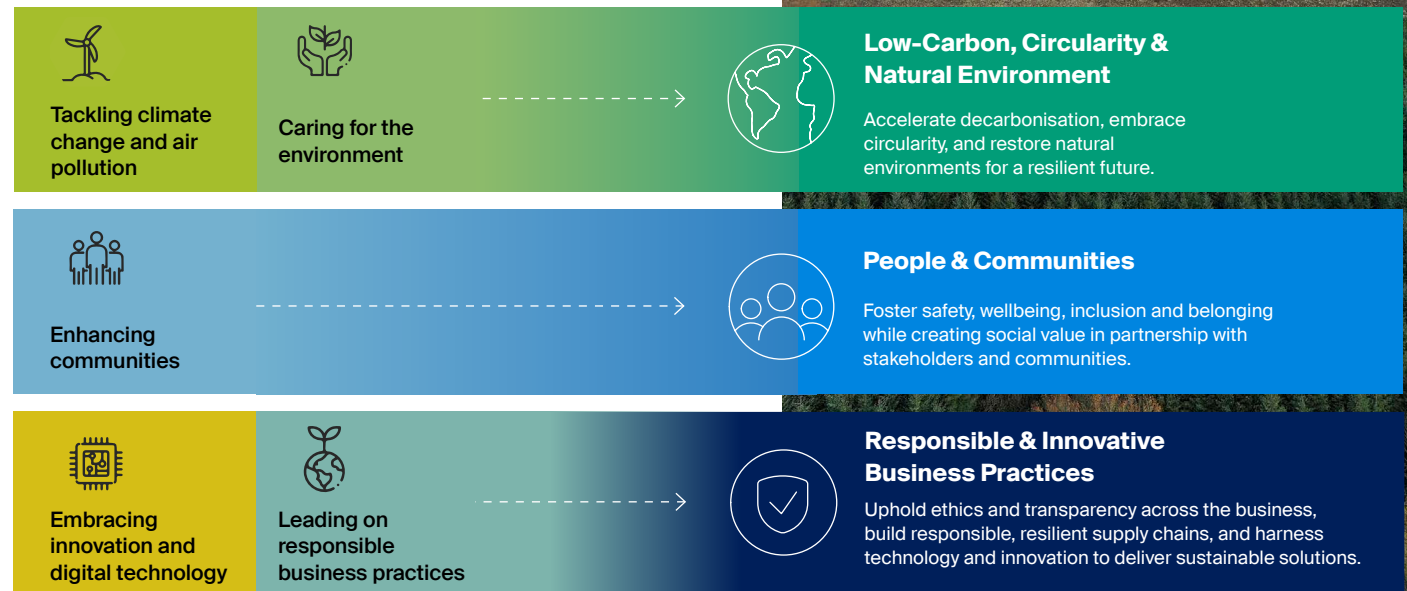 Tackling climate
change and air
pollution
Caring for the
environment
Low-Carbon, Circularity &
Natural Environment
Accelerate decarbonisation, embrace
circularity, and restore natural
environments for a resilient future.
Enhancing
communities
People & Communities
Foster safety, wellbeing, inclusion and belonging
while creating social value in partnership with
stakeholders and communities.
Embracing
innovation and
digital technology
Leading on
responsible
business practices
Responsible & Innovative
Business Practices
Uphold ethics and transparency across the business,
build responsible, resilient supply chains, and harness
technology and innovation to deliver sustainable solutions.